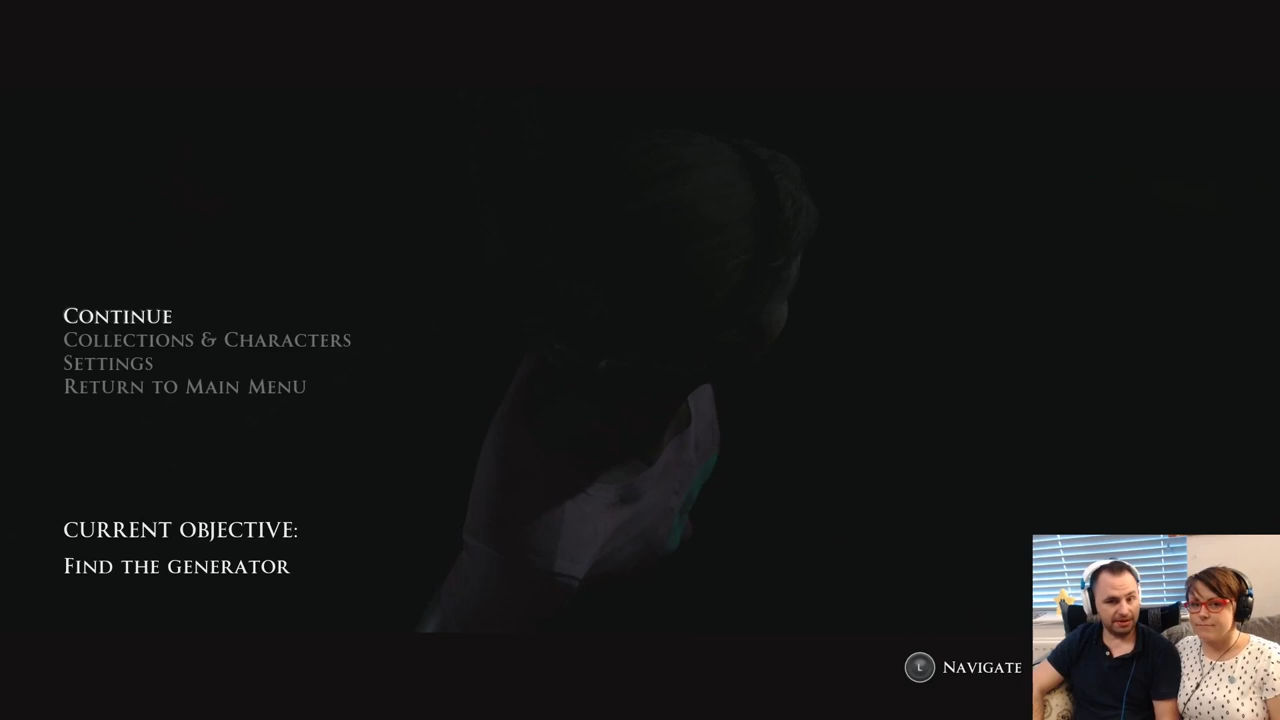 Continue
Collections & Characters
Settings
Return to Main Menu
CURRENT OBJECTIVE:
Find the generator
L Navigate